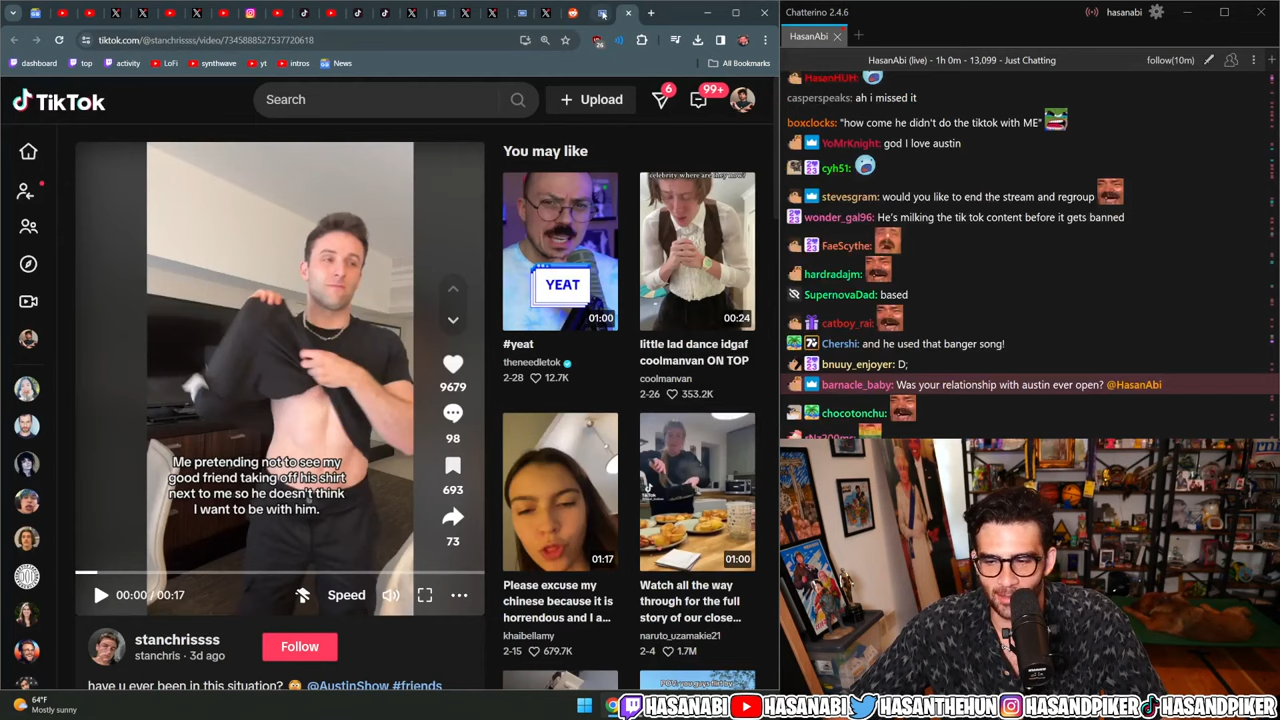 tiktok.com/@stanchrissss/video/7345888527537720618
26
dashboard
top
activity
LoFi
synthwave
yt
intros
News
All Bookmarks
TikTok
Search
+ Upload
6
99+
Me pretending not to see my
good friend taking off his shirt
next to me so he doesn't think
I want to be with him.
9679
98
693
73
00:00 / 00:17
Speed
stanchrissss
stanchris · 3d ago
Follow
have u ever been in this situation? 😳 @AustinShow #friends
You may like
YEAT
01:00
#yeat
theneedletok
2-28 12.7K
celebrity where are they now?
00:24
little lad dance idgaf
coolmanvan ON TOP
coolmanvan
2-26 353.2K
01:17
Please excuse my
chinese because it is
horrendous and I a...
khaibellamy
2-15 679.7K
01:00
Watch all the way
through for the full
story of our close...
naruto_uzamakie21
2-4 1.7M
64°F
Mostly sunny
Chatterino 2.4.6
hasanabi
HasanAbi
HasanAbi (live) - 1h 0m - 13,099 - Just Chatting
follow(10m)
HasanHUH:
casperspeaks: ah i missed it
boxclocks: "how come he didn't do the tiktok with ME"
YoMrKnight: god I love austin
cyh51:
stevesgram: would you like to end the stream and regroup
wonder_gal96: He's milking the tik tok content before it gets banned
FaeScythe:
hardradajm:
SupernovaDad: based
catboy_rai:
Chershi: and he used that banger song!
bnuuy_enjoyer: D;
barnacle_baby: Was your relationship with austin ever open? @HasanAbi
chocotonchu:
HASANABI
HASANABI
HASANTHEHUN
HASANDPIKER
HASANDPIKER